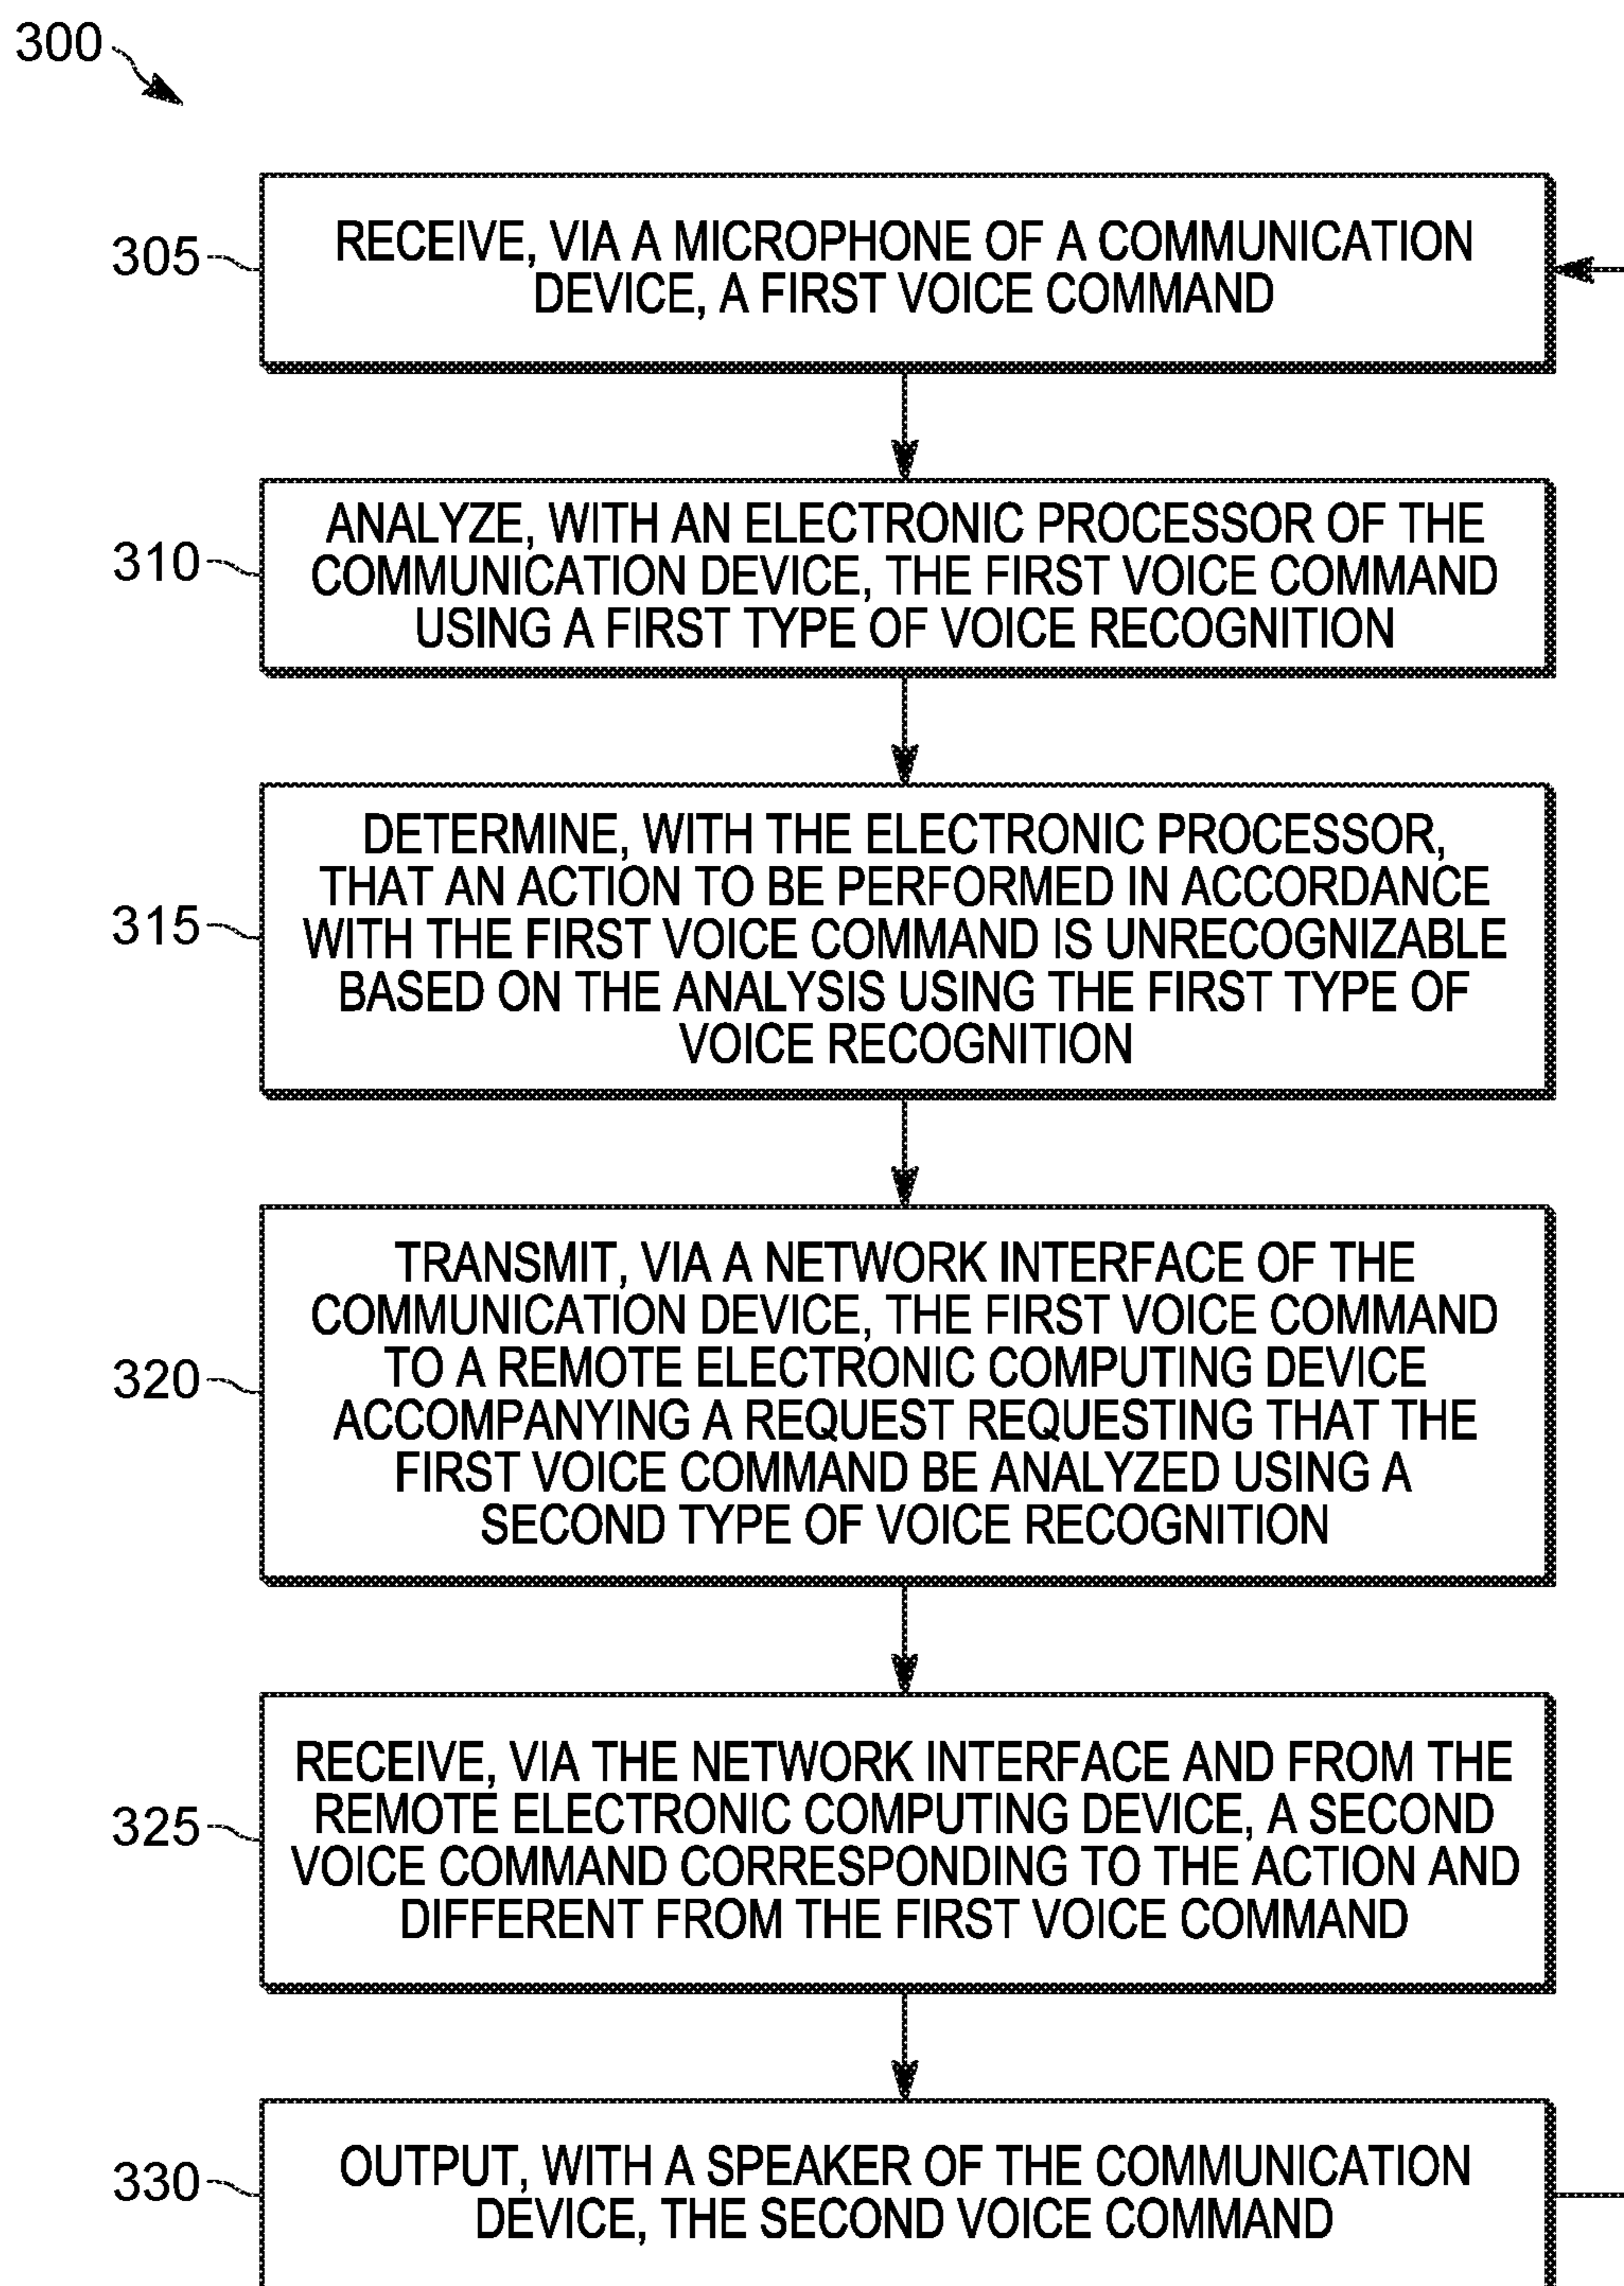 300
305
RECEIVE, VIA A MICROPHONE OF A COMMUNICATION
DEVICE, A FIRST VOICE COMMAND
310
ANALYZE, WITH AN ELECTRONIC PROCESSOR OF THE
COMMUNICATION DEVICE, THE FIRST VOICE COMMAND
USING A FIRST TYPE OF VOICE RECOGNITION
315
DETERMINE, WITH THE ELECTRONIC PROCESSOR,
THAT AN ACTION TO BE PERFORMED IN ACCORDANCE
WITH THE FIRST VOICE COMMAND IS UNRECOGNIZABLE
BASED ON THE ANALYSIS USING THE FIRST TYPE OF
VOICE RECOGNITION
320
TRANSMIT, VIA A NETWORK INTERFACE OF THE
COMMUNICATION DEVICE, THE FIRST VOICE COMMAND
TO A REMOTE ELECTRONIC COMPUTING DEVICE
ACCOMPANYING A REQUEST REQUESTING THAT THE
FIRST VOICE COMMAND BE ANALYZED USING A
SECOND TYPE OF VOICE RECOGNITION
325
RECEIVE, VIA THE NETWORK INTERFACE AND FROM THE
REMOTE ELECTRONIC COMPUTING DEVICE, A SECOND
VOICE COMMAND CORRESPONDING TO THE ACTION AND
DIFFERENT FROM THE FIRST VOICE COMMAND
330
OUTPUT, WITH A SPEAKER OF THE COMMUNICATION
DEVICE, THE SECOND VOICE COMMAND